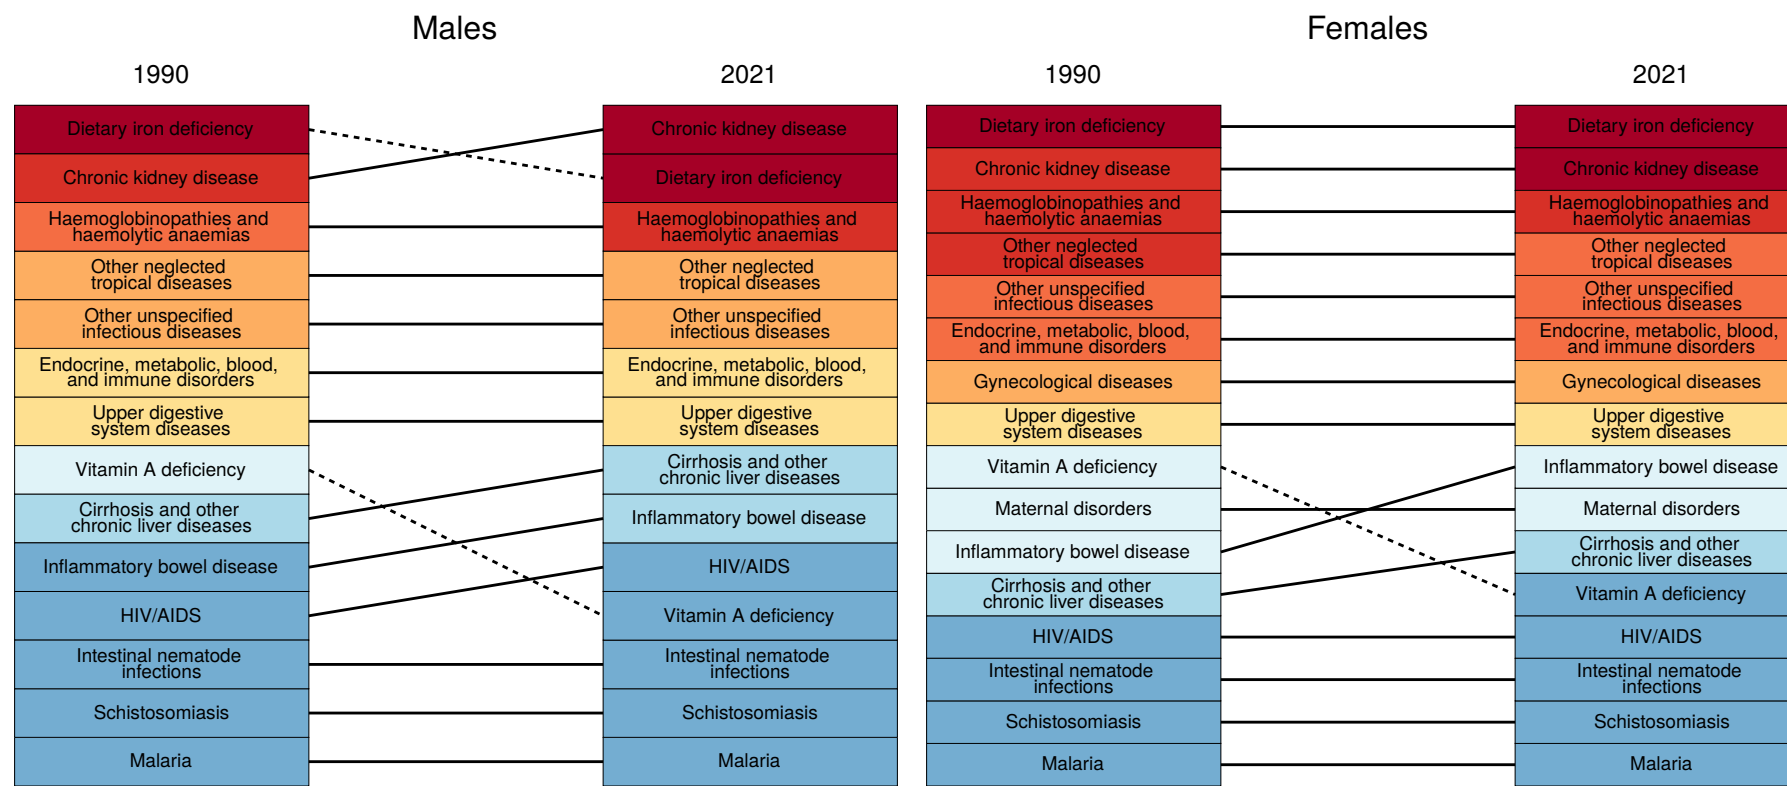 Males
1990
2021
Dietary iron deficiency
Chronic kidney disease
Haemoglobinopathies and
haemolytic anaemias
Other neglected
tropical diseases
Other unspecified
infectious diseases
Endocrine, metabolic, blood,
and immune disorders
Upper digestive
system diseases
Vitamin A deficiency
Cirrhosis and other
chronic liver diseases
Inflammatory bowel disease
HIV/AIDS
Intestinal nematode
infections
Schistosomiasis
Malaria
Chronic kidney disease
Dietary iron deficiency
Haemoglobinopathies and
haemolytic anaemias
Other neglected
tropical diseases
Other unspecified
infectious diseases
Endocrine, metabolic, blood,
and immune disorders
Upper digestive
system diseases
Cirrhosis and other
chronic liver diseases
Inflammatory bowel disease
HIV/AIDS
Vitamin A deficiency
Intestinal nematode
infections
Schistosomiasis
Malaria
Females
1990
2021
Dietary iron deficiency
Chronic kidney disease
Haemoglobinopathies and
haemolytic anaemias
Other neglected
tropical diseases
Other unspecified
infectious diseases
Endocrine, metabolic, blood,
and immune disorders
Gynecological diseases
Upper digestive
system diseases
Vitamin A deficiency
Maternal disorders
Inflammatory bowel disease
Cirrhosis and other
chronic liver diseases
HIV/AIDS
Intestinal nematode
infections
Schistosomiasis
Malaria
Dietary iron deficiency
Chronic kidney disease
Haemoglobinopathies and
haemolytic anaemias
Other neglected
tropical diseases
Other unspecified
infectious diseases
Endocrine, metabolic, blood,
and immune disorders
Gynecological diseases
Upper digestive
system diseases
Inflammatory bowel disease
Maternal disorders
Cirrhosis and other
chronic liver diseases
Vitamin A deficiency
HIV/AIDS
Intestinal nematode
infections
Schistosomiasis
Malaria